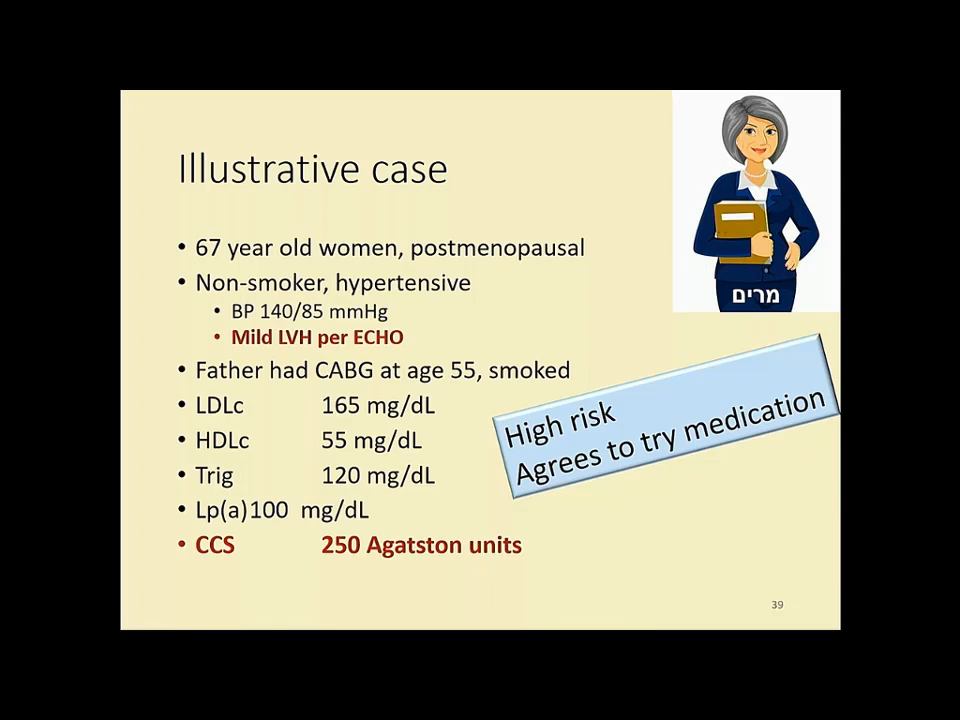 Illustrative case
• 67 year old women, postmenopausal
• Non-smoker, hypertensive
• BP 140/85 mmHg
• Mild LVH per ECHO
• Father had CABG at age 55, smoked
• LDLc 165 mg/dL
• HDLc 55 mg/dL
• Trig 120 mg/dL
• Lp(a)100 mg/dL
• CCS 250 Agatston units
מרים
High risk
Agrees to try medication
39